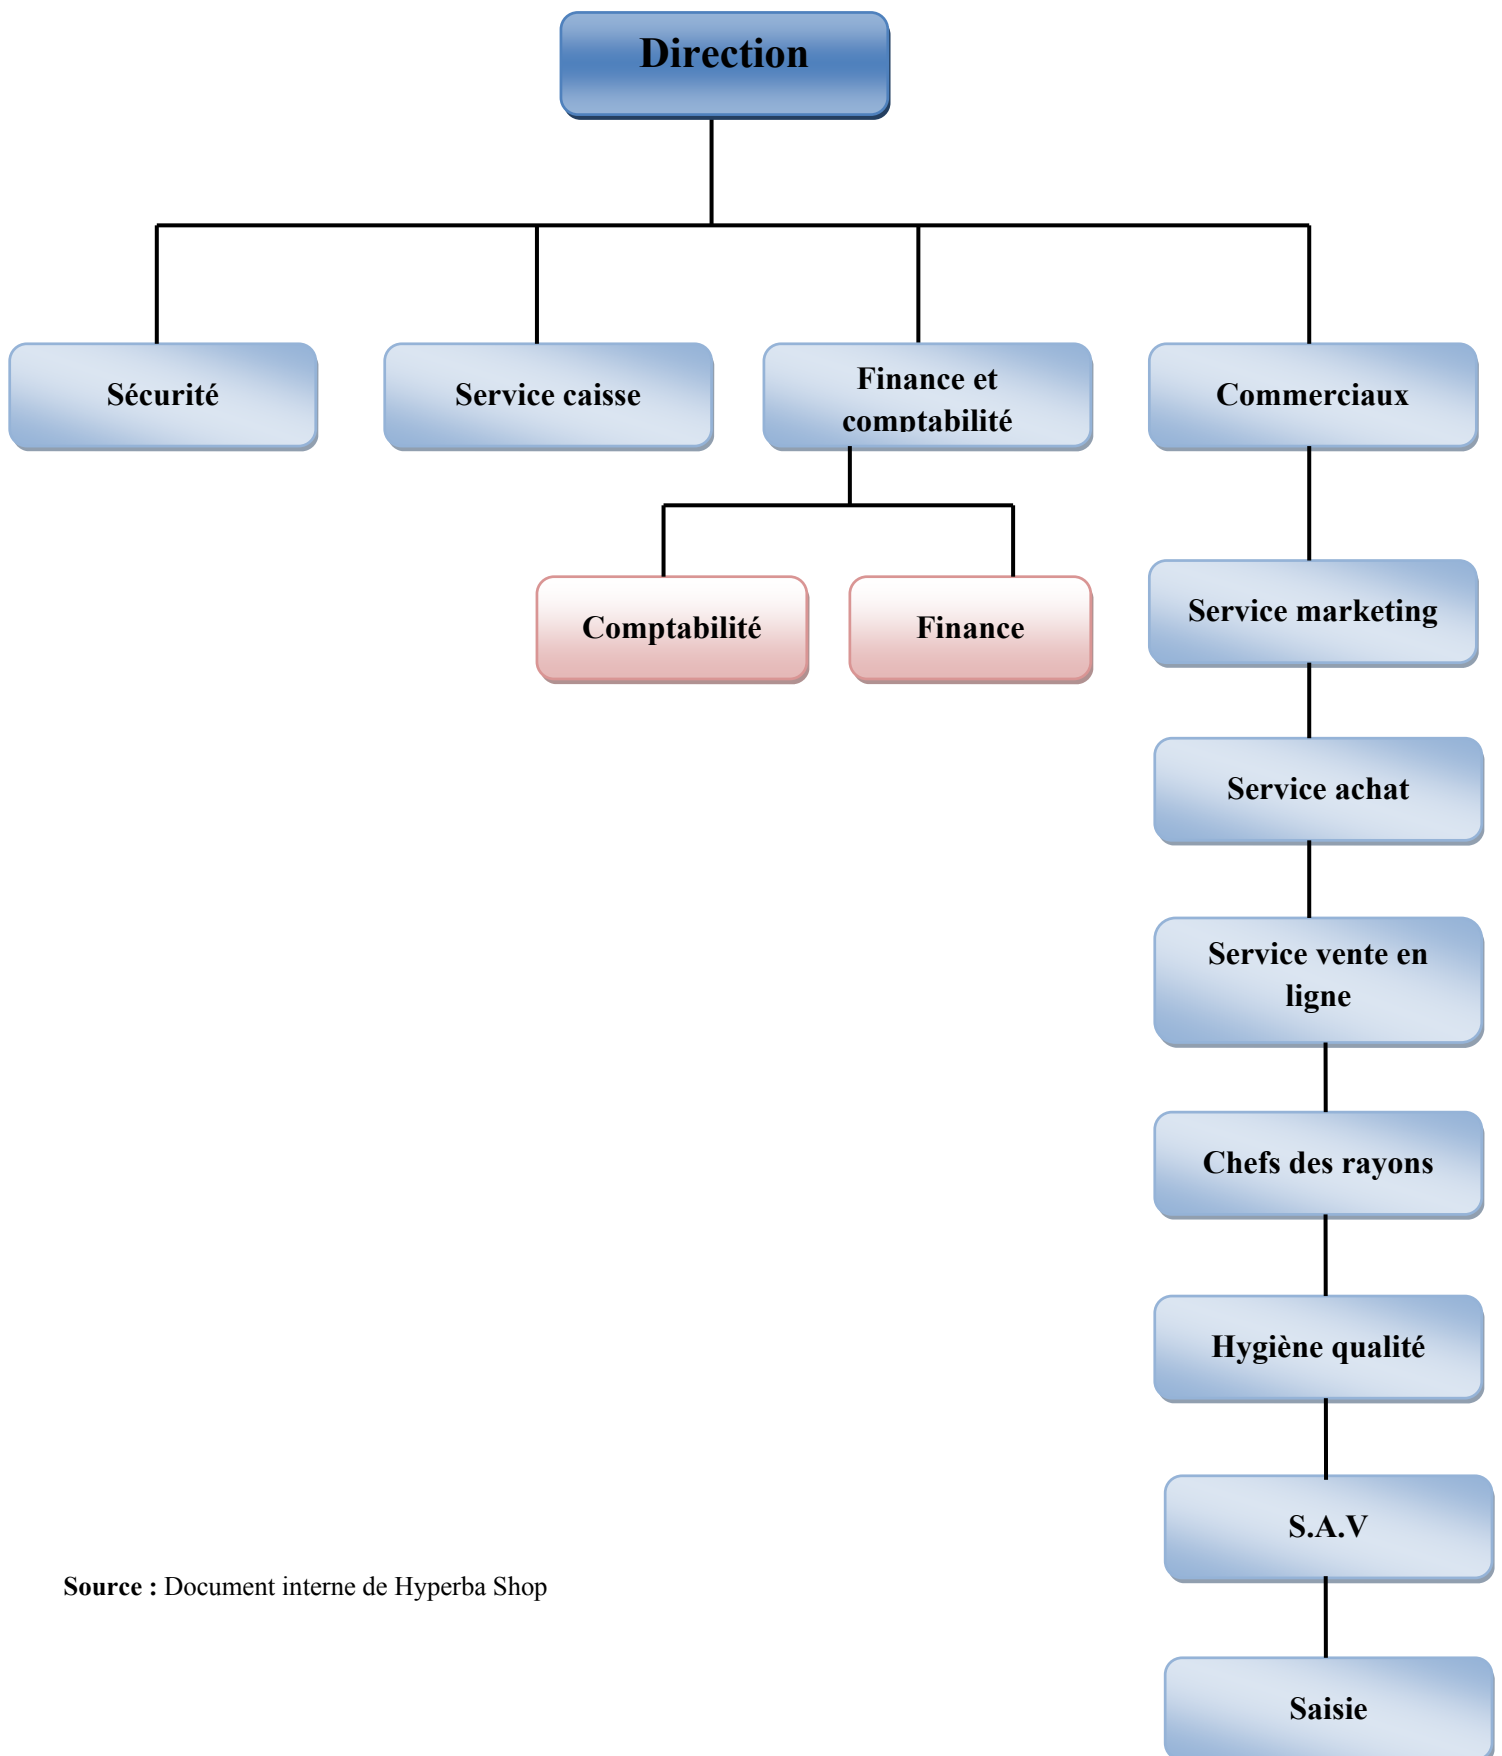 Direction
Sécurité
Service caisse
Finance et
comptabilité
Commerciaux
Comptabilité
Finance
Service marketing
Service achat
Service vente en
ligne
Chefs des rayons
Hygiène qualité
S.A.V
Source : Document interne de Hyperba Shop
Saisie